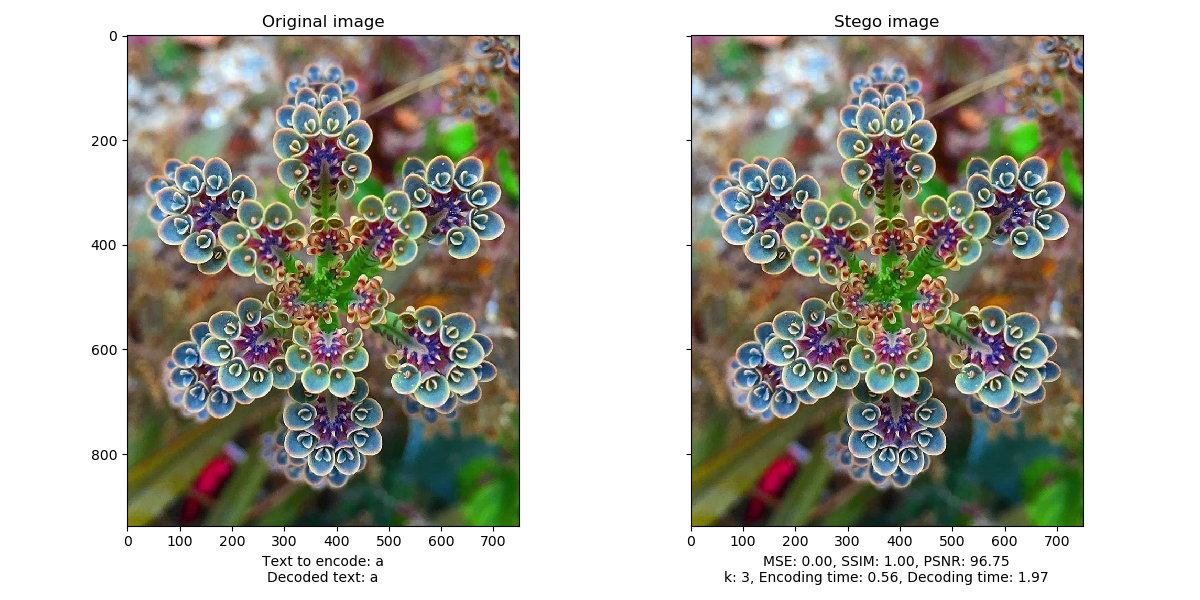 Original image
Stego image
0
200
400
600
800
0 100 200 300 400 500 600 700
0 100 200 300 400 500 600 700
Text to encode: a
Decoded text: a
MSE: 0.00, SSIM: 1.00, PSNR: 96.75
k: 3, Encoding time: 0.56, Decoding time: 1.97